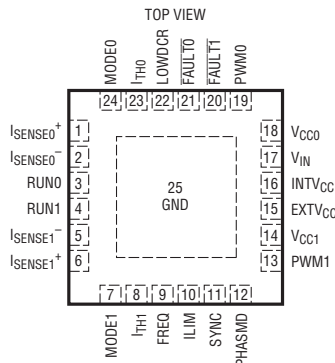 TOP VIEW
MODE0
ITH0
LOWDCR
FAULT0
FAULT1
PWM0
24 23 22 21 20 19
ISENSE0+ 1
ISENSE0– 2
RUN0 3
RUN1 4
ISENSE1– 5
ISENSE1+ 6
25
GND
18 VCC0
17 VIN
16 INTVCC
15 EXTVCC
14 VCC1
13 PWM1
7 8 9 10 11 12
MODE1
ITH1
FREQ
ILIM
SYNC
PHASMD